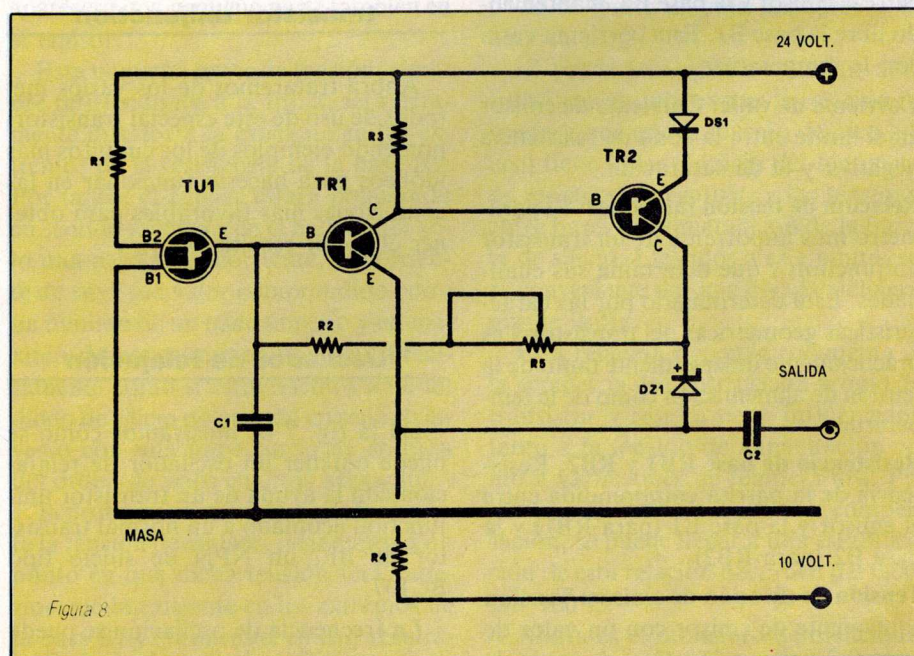 24 VOLT.
+
R1
R3
DS1
TU1
TR1
TR2
B2
E
B1
B
C
E
B
E
C
R2
R5
DZ1
+
SALIDA
C1
C2
MASA
R4
10 VOLT.
-
Figura 8